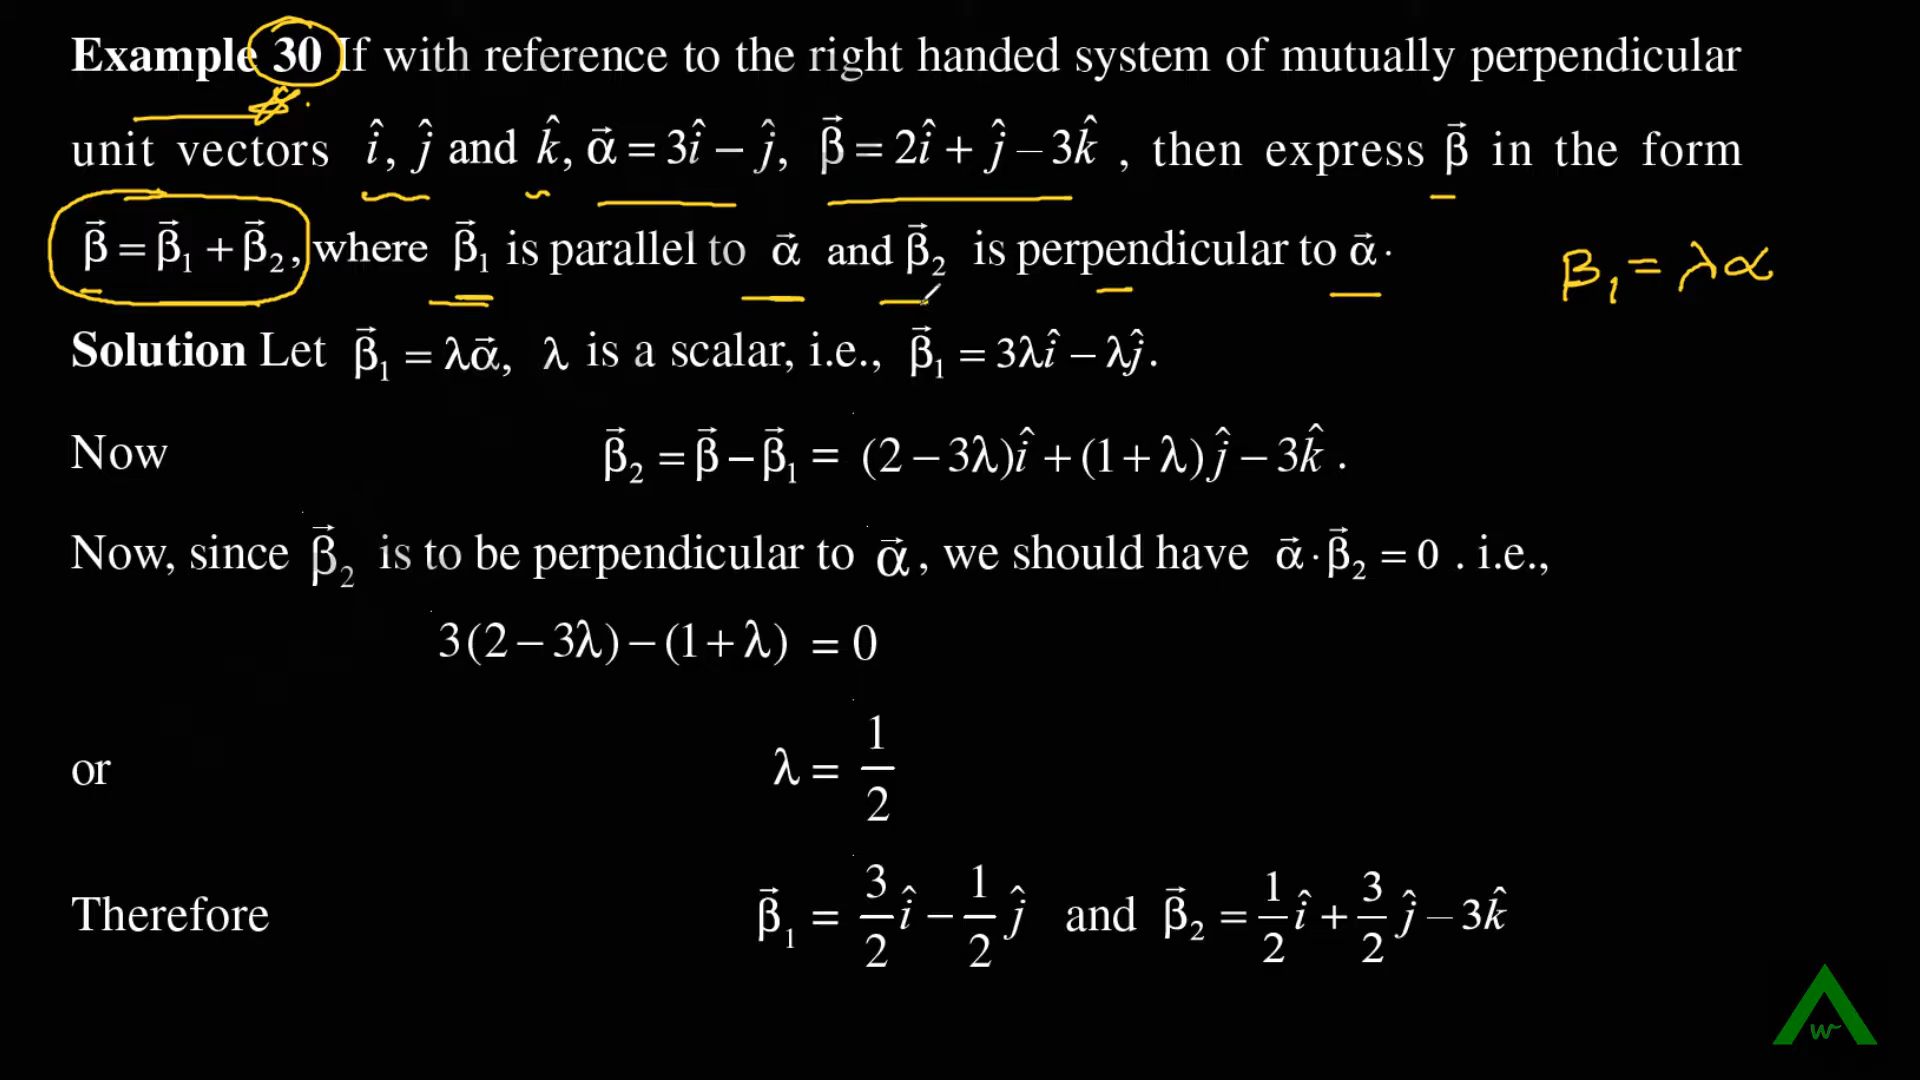 Example 30 If with reference to the right handed system of mutually perpendicular
unit vectors î, ĵ and k̂, α⃗ = 3î − ĵ, β⃗ = 2î + ĵ − 3k̂ , then express β⃗ in the form
β⃗ = β⃗₁ + β⃗₂, where β⃗₁ is parallel to α⃗ and β⃗₂ is perpendicular to α⃗.
β₁ = λα
Solution Let β⃗₁ = λα⃗, λ is a scalar, i.e., β⃗₁ = 3λî − λĵ.
Now β⃗₂ = β⃗ − β⃗₁ = (2 − 3λ)î + (1 + λ)ĵ − 3k̂ .
Now, since β⃗₂ is to be perpendicular to α⃗, we should have α⃗ · β⃗₂ = 0 . i.e.,
3(2 − 3λ) − (1 + λ) = 0
or λ = 1/2
Therefore β⃗₁ = 3/2 î − 1/2 ĵ and β⃗₂ = 1/2 î + 3/2 ĵ − 3k̂
w